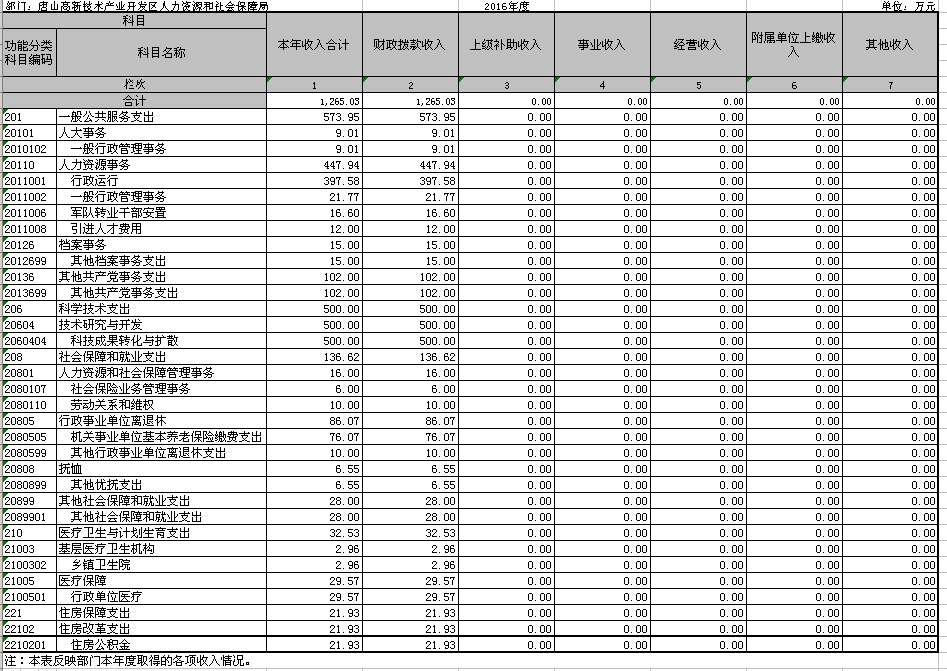 部门：唐山高新技术产业开发区人力资源和社会保障局 2016年度 单位：万元
科目 本年收入合计 财政拨款收入 上级补助收入 事业收入 经营收入 附属单位上缴收入 其他收入
功能分类科目编码 科目名称
栏次 1 2 3 4 5 6 7
合计 1,265.03 1,265.03 0.00 0.00 0.00 0.00 0.00
201 一般公共服务支出 573.95 573.95 0.00 0.00 0.00 0.00 0.00
20101 人大事务 9.01 9.01 0.00 0.00 0.00 0.00 0.00
2010102 一般行政管理事务 9.01 9.01 0.00 0.00 0.00 0.00 0.00
20110 人力资源事务 447.94 447.94 0.00 0.00 0.00 0.00 0.00
2011001 行政运行 397.58 397.58 0.00 0.00 0.00 0.00 0.00
2011002 一般行政管理事务 21.77 21.77 0.00 0.00 0.00 0.00 0.00
2011006 军队转业干部安置 16.60 16.60 0.00 0.00 0.00 0.00 0.00
2011008 引进人才费用 12.00 12.00 0.00 0.00 0.00 0.00 0.00
20126 档案事务 15.00 15.00 0.00 0.00 0.00 0.00 0.00
2012699 其他档案事务支出 15.00 15.00 0.00 0.00 0.00 0.00 0.00
20136 其他共产党事务支出 102.00 102.00 0.00 0.00 0.00 0.00 0.00
2013699 其他共产党事务支出 102.00 102.00 0.00 0.00 0.00 0.00 0.00
206 科学技术支出 500.00 500.00 0.00 0.00 0.00 0.00 0.00
20604 技术研究与开发 500.00 500.00 0.00 0.00 0.00 0.00 0.00
2060404 科技成果转化与扩散 500.00 500.00 0.00 0.00 0.00 0.00 0.00
208 社会保障和就业支出 136.62 136.62 0.00 0.00 0.00 0.00 0.00
20801 人力资源和社会保障管理事务 16.00 16.00 0.00 0.00 0.00 0.00 0.00
2080107 社会保险业务管理事务 6.00 6.00 0.00 0.00 0.00 0.00 0.00
2080110 劳动关系和维权 10.00 10.00 0.00 0.00 0.00 0.00 0.00
20805 行政事业单位离退休 86.07 86.07 0.00 0.00 0.00 0.00 0.00
2080505 机关事业单位基本养老保险缴费支出 76.07 76.07 0.00 0.00 0.00 0.00 0.00
2080599 其他行政事业单位离退休支出 10.00 10.00 0.00 0.00 0.00 0.00 0.00
20808 抚恤 6.55 6.55 0.00 0.00 0.00 0.00 0.00
2080899 其他优抚支出 6.55 6.55 0.00 0.00 0.00 0.00 0.00
20899 其他社会保障和就业支出 28.00 28.00 0.00 0.00 0.00 0.00 0.00
2089901 其他社会保障和就业支出 28.00 28.00 0.00 0.00 0.00 0.00 0.00
210 医疗卫生与计划生育支出 32.53 32.53 0.00 0.00 0.00 0.00 0.00
21003 基层医疗卫生机构 2.96 2.96 0.00 0.00 0.00 0.00 0.00
2100302 乡镇卫生院 2.96 2.96 0.00 0.00 0.00 0.00 0.00
21005 医疗保障 29.57 29.57 0.00 0.00 0.00 0.00 0.00
2100501 行政单位医疗 29.57 29.57 0.00 0.00 0.00 0.00 0.00
221 住房保障支出 21.93 21.93 0.00 0.00 0.00 0.00 0.00
22102 住房改革支出 21.93 21.93 0.00 0.00 0.00 0.00 0.00
2210201 住房公积金 21.93 21.93 0.00 0.00 0.00 0.00 0.00
注：本表反映部门本年度取得的各项收入情况。